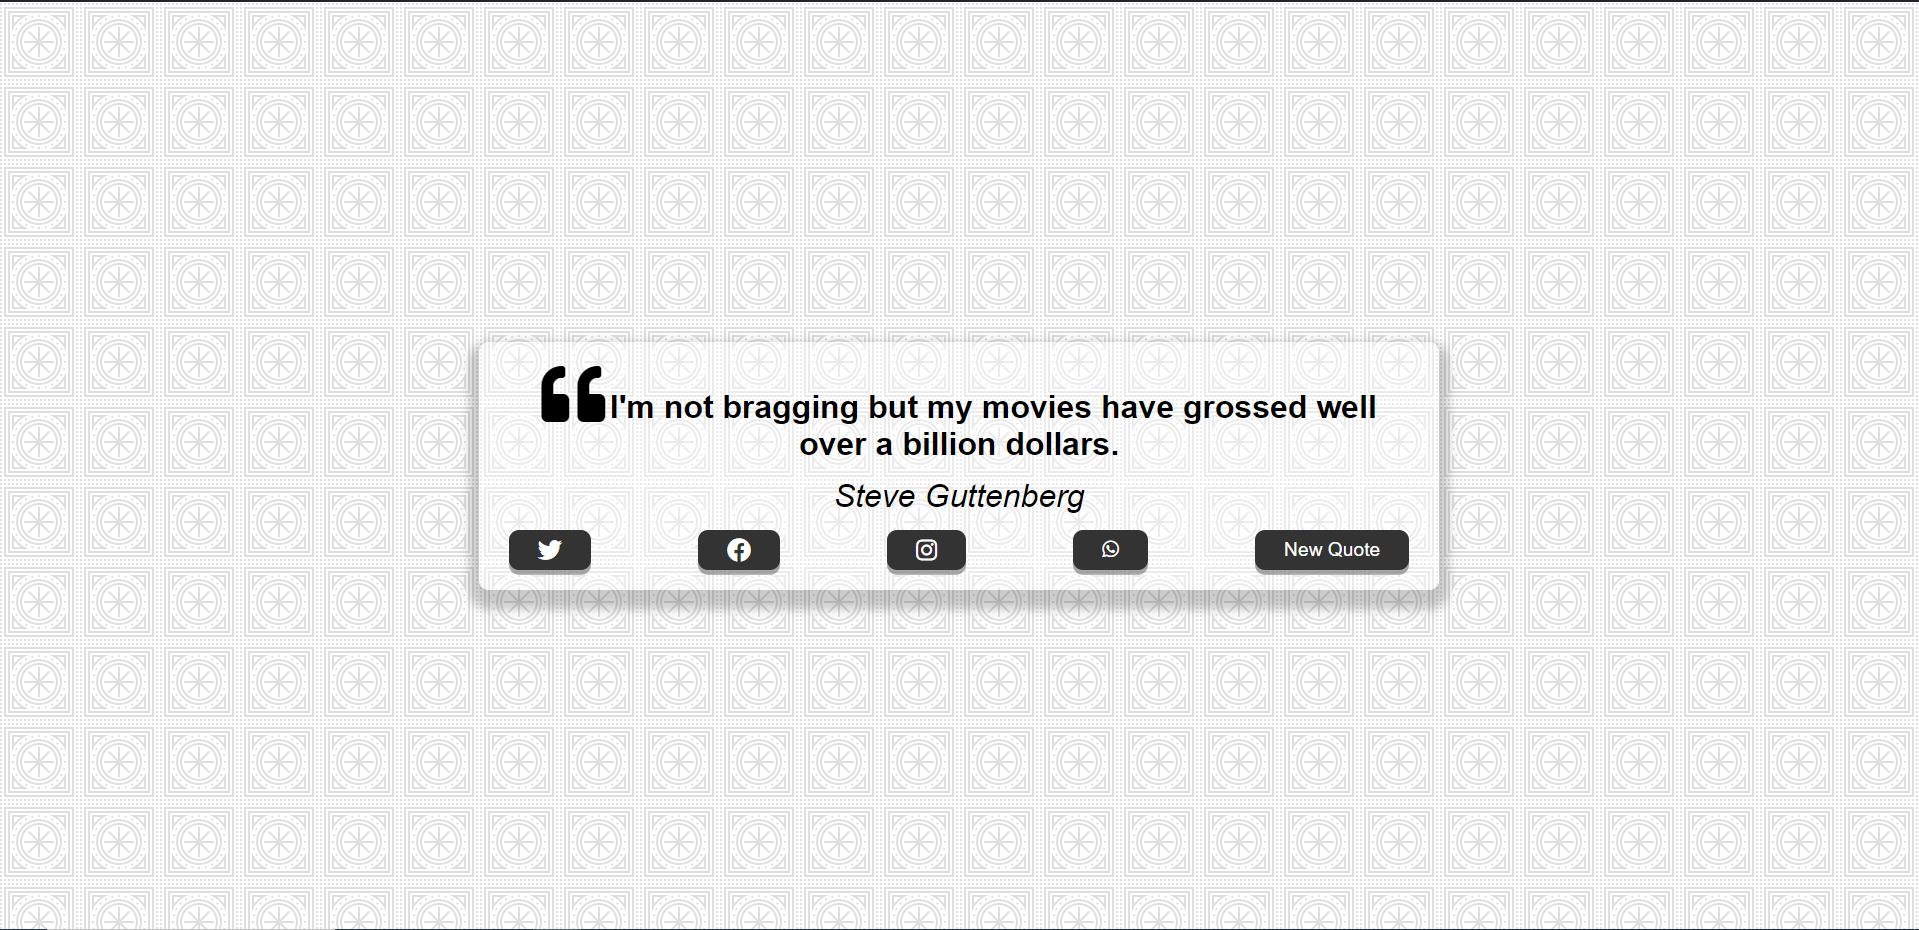 I'm not bragging but my movies have grossed well
over a billion dollars.
Steve Guttenberg
New Quote